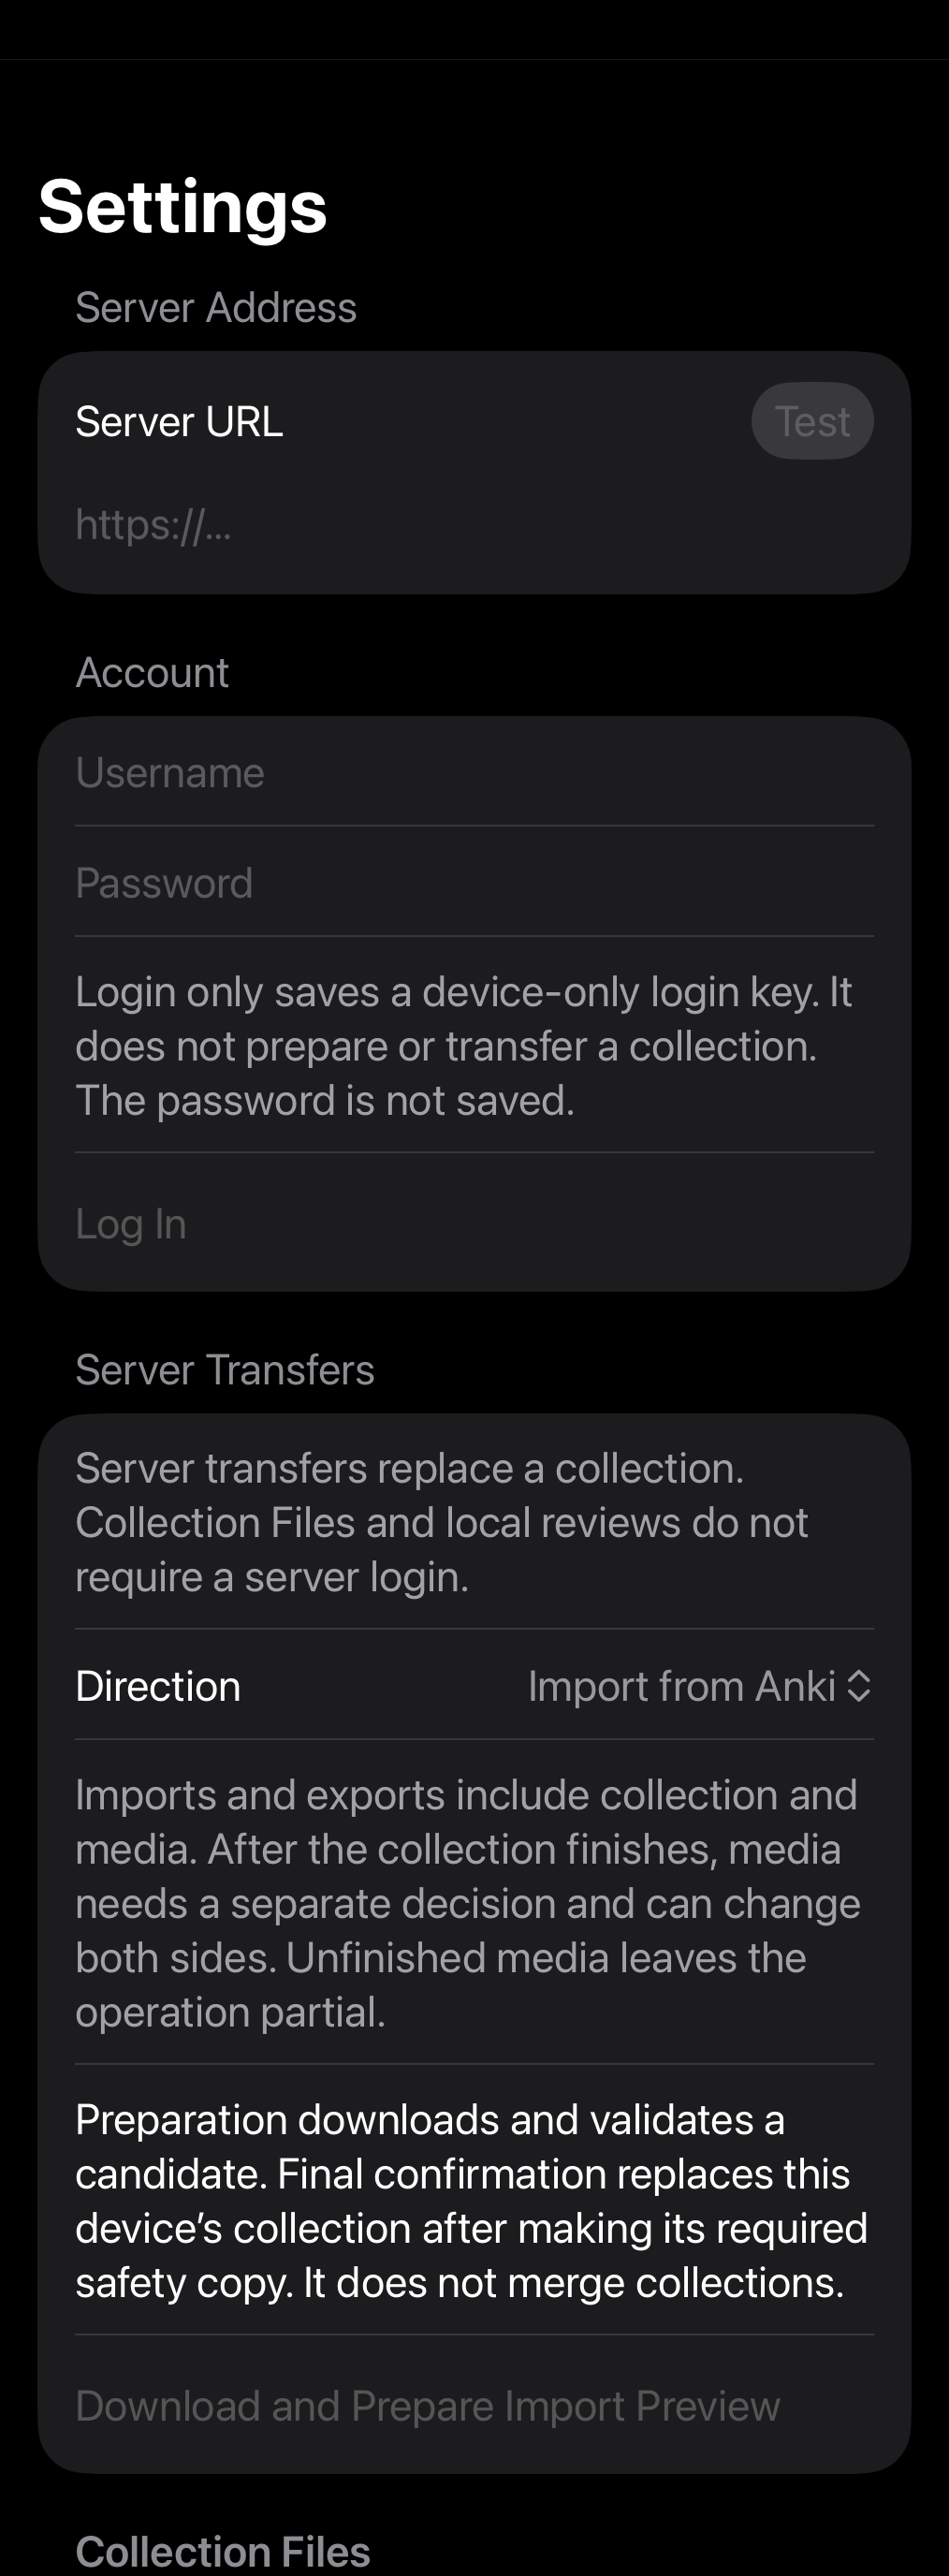 Settings
Server Address
Server URL
Test
https://...
Account
Username
Password
Login only saves a device-only login key. It
does not prepare or transfer a collection.
The password is not saved.
Log In
Server Transfers
Server transfers replace a collection.
Collection Files and local reviews do not
require a server login.
Direction
Import from Anki
Imports and exports include collection and
media. After the collection finishes, media
needs a separate decision and can change
both sides. Unfinished media leaves the
operation partial.
Preparation downloads and validates a
candidate. Final confirmation replaces this
device’s collection after making its required
safety copy. It does not merge collections.
Download and Prepare Import Preview
Collection Files